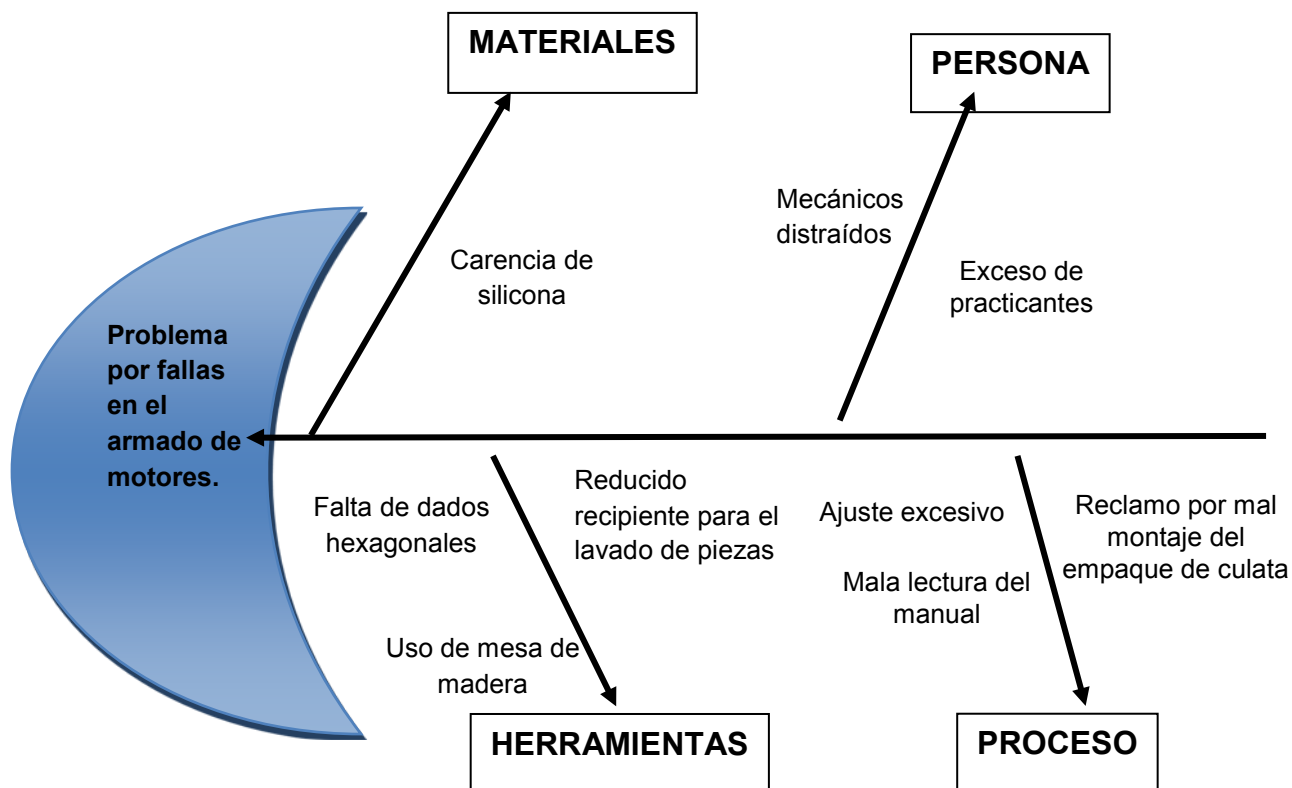 MATERIALES
PERSONA
Mecánicos
distraídos
Carencia de
silicona
Exceso de
practicantes
Problema
por fallas
en el
armado de
motores.
Falta de dados
hexagonales
Reducido
recipiente para el
lavado de piezas
Ajuste excesivo
Reclamo por mal
montaje del
empaque de culata
Mala lectura del
manual
Uso de mesa de
madera
HERRAMIENTAS
PROCESO